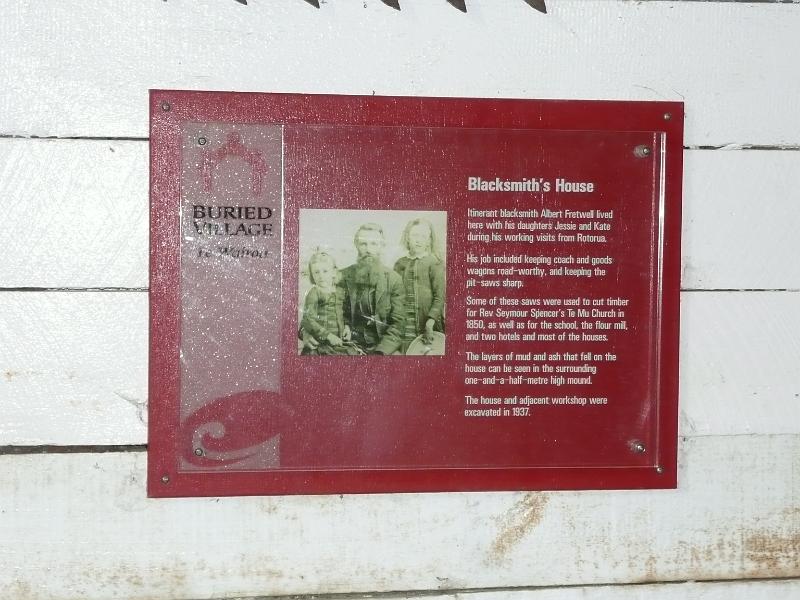 BURIED
VILLAGE
Te Wairoa
Blacksmith's House
Itinerant blacksmith Albert Fretwell lived
here with his daughters Jessie and Kate
during his working visits from Rotorua.
His job included keeping coach and goods
wagons road-worthy, and keeping the
pit-saws sharp.
Some of these saws were used to cut timber
for Rev Seymour Spencer's Te Mu Church in
1850, as well as for the school, the flour mill,
and two hotels and most of the houses.
The layers of mud and ash that fell on the
house can be seen in the surrounding
one-and-a-half-metre high mound.
The house and adjacent workshop were
excavated in 1937.